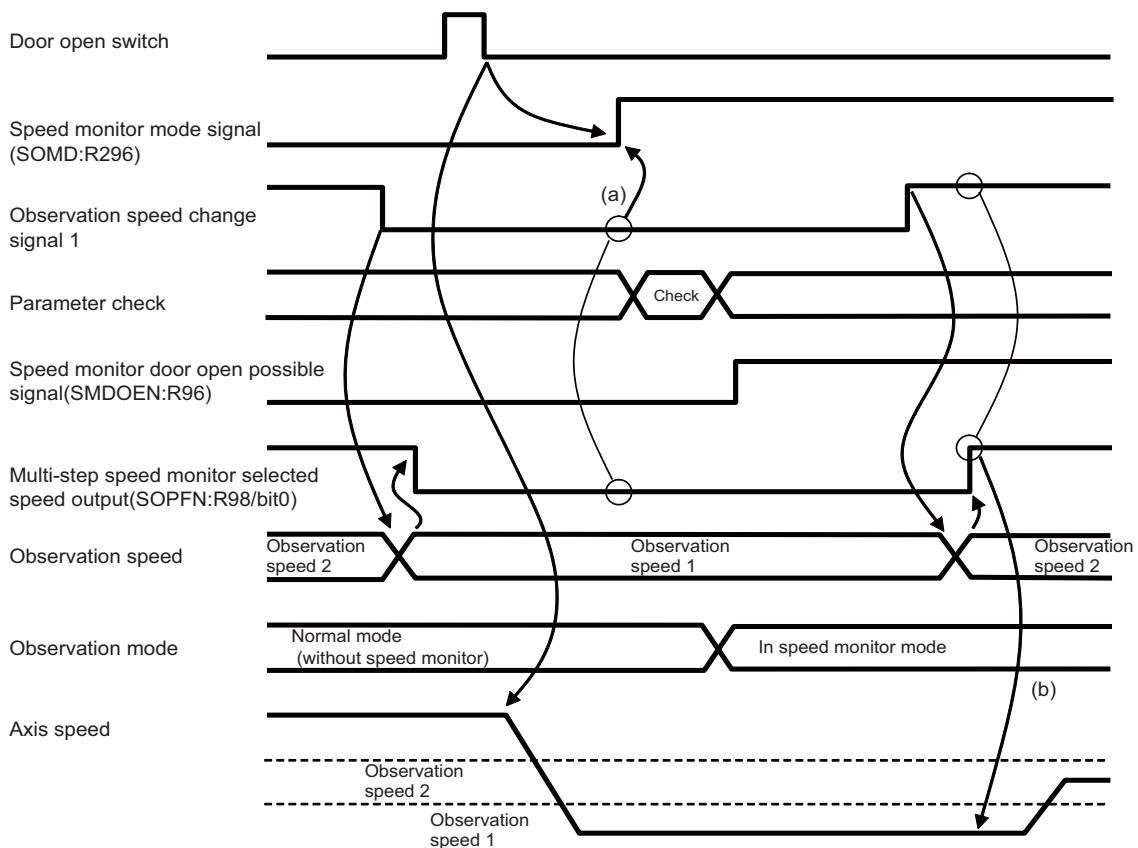 Door open switch
Speed monitor mode signal
(SOMD:R296)
(a)
Observation speed change
signal 1
Parameter check
Check
Speed monitor door open possible
signal(SMDOEN:R96)
Multi-step speed monitor selected
speed output(SOPFN:R98/bit0)
Observation speed
Observation
speed 2
Observation
speed 1
Observation
speed 2
Observation mode
Normal mode
(without speed monitor)
In speed monitor mode
(b)
Axis speed
Observation
speed 2
Observation
speed 1